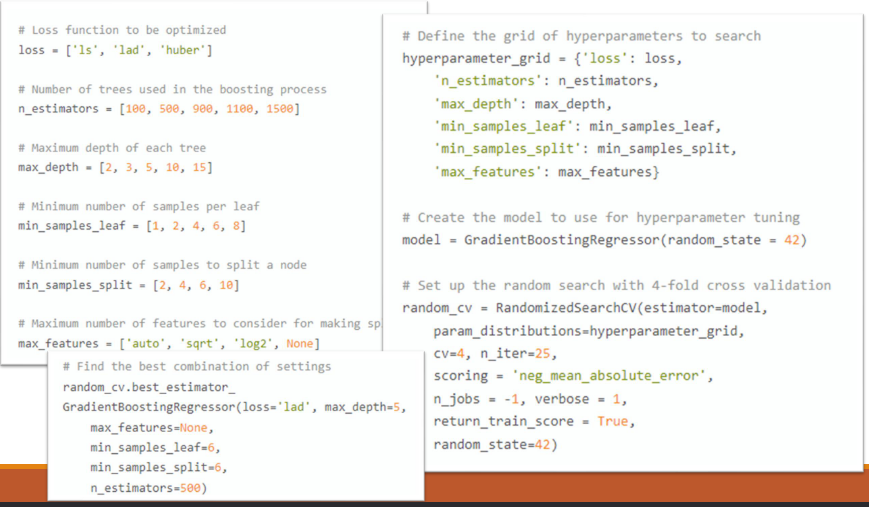 # Loss function to be optimized
loss = ['ls', 'lad', 'huber']
# Number of trees used in the boosting process
n_estimators = [100, 500, 900, 1100, 1500]
# Maximum depth of each tree
max_depth = [2, 3, 5, 10, 15]
# Minimum number of samples per leaf
min_samples_leaf = [1, 2, 4, 6, 8]
# Minimum number of samples to split a node
min_samples_split = [2, 4, 6, 10]
# Maximum number of features to consider for making sp
max_features = ['auto', 'sqrt', 'log2', None]
# Find the best combination of settings
random_cv.best_estimator_
GradientBoostingRegressor(loss='lad', max_depth=5,
max_features=None,
min_samples_leaf=6,
min_samples_split=6,
n_estimators=500)
# Define the grid of hyperparameters to search
hyperparameter_grid = {'loss': loss,
'n_estimators': n_estimators,
'max_depth': max_depth,
'min_samples_leaf': min_samples_leaf,
'min_samples_split': min_samples_split,
'max_features': max_features}
# Create the model to use for hyperparameter tuning
model = GradientBoostingRegressor(random_state = 42)
# Set up the random search with 4-fold cross validation
random_cv = RandomizedSearchCV(estimator=model,
param_distributions=hyperparameter_grid,
cv=4, n_iter=25,
scoring = 'neg_mean_absolute_error',
n_jobs = -1, verbose = 1,
return_train_score = True,
random_state=42)